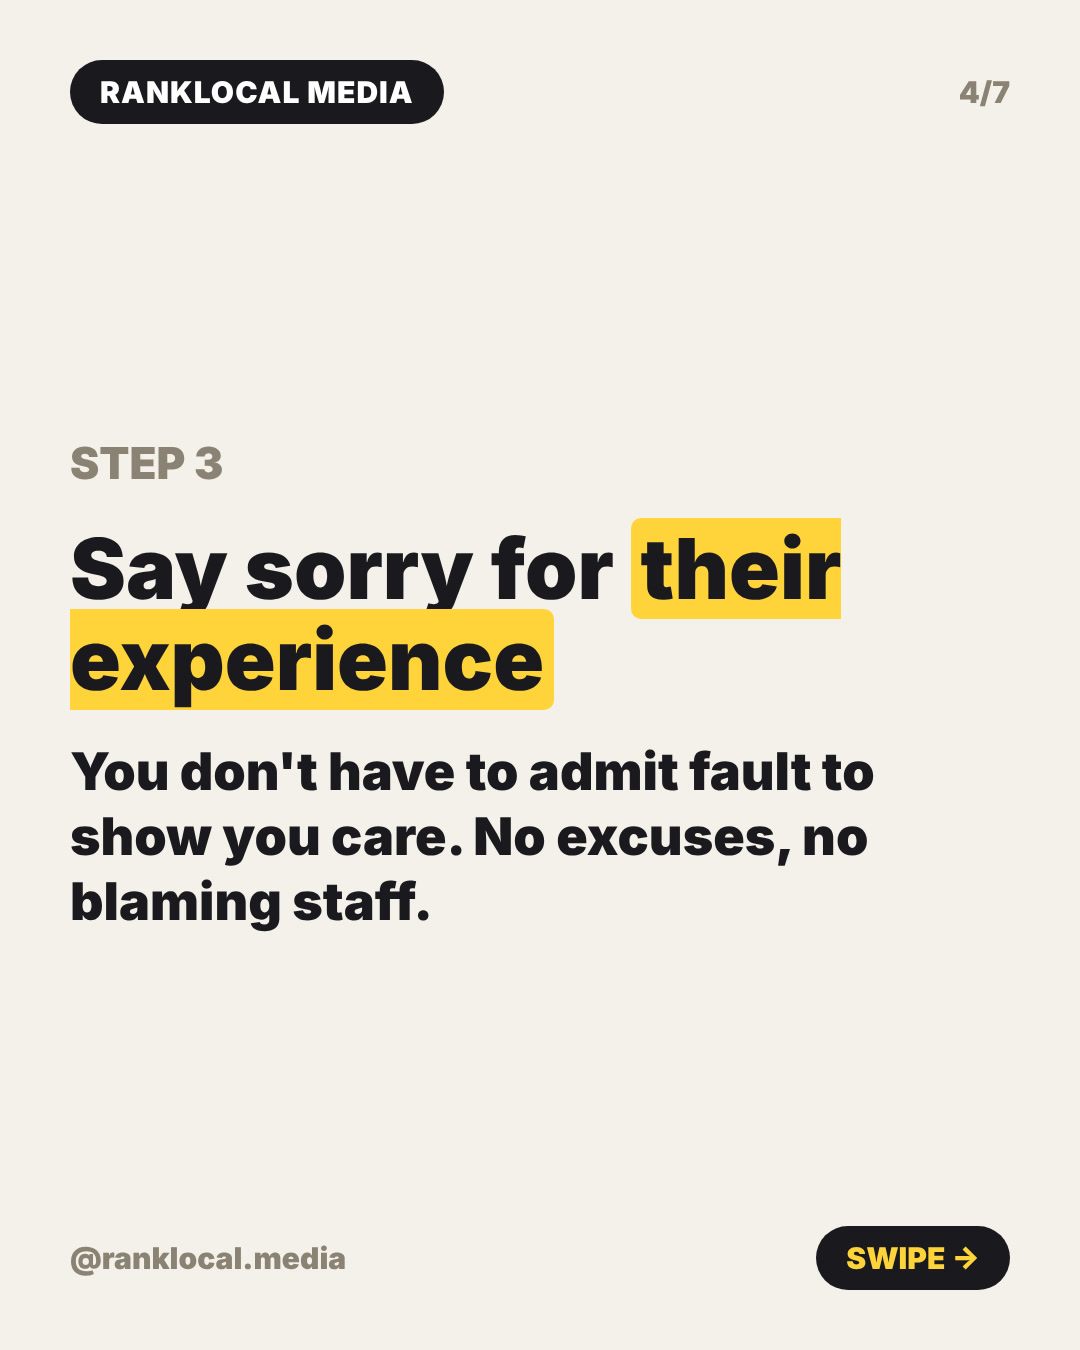 RANKLOCAL MEDIA
4/7
STEP 3
Say sorry for their
experience
You don't have to admit fault to
show you care. No excuses, no
blaming staff.
@ranklocal.media
SWIPE →